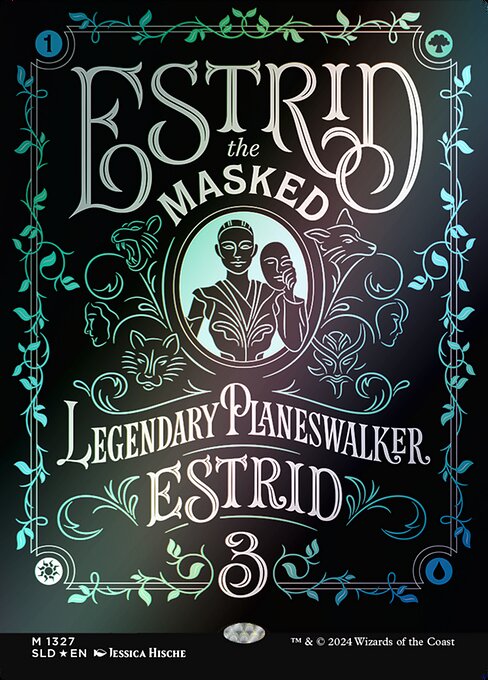 1
ESTRID
the
MASKED
LEGENDARY PLANESWALKER
ESTRID
3
M 1327
SLD ★ EN JESSICA HISCHE
™ & © 2024 Wizards of the Coast